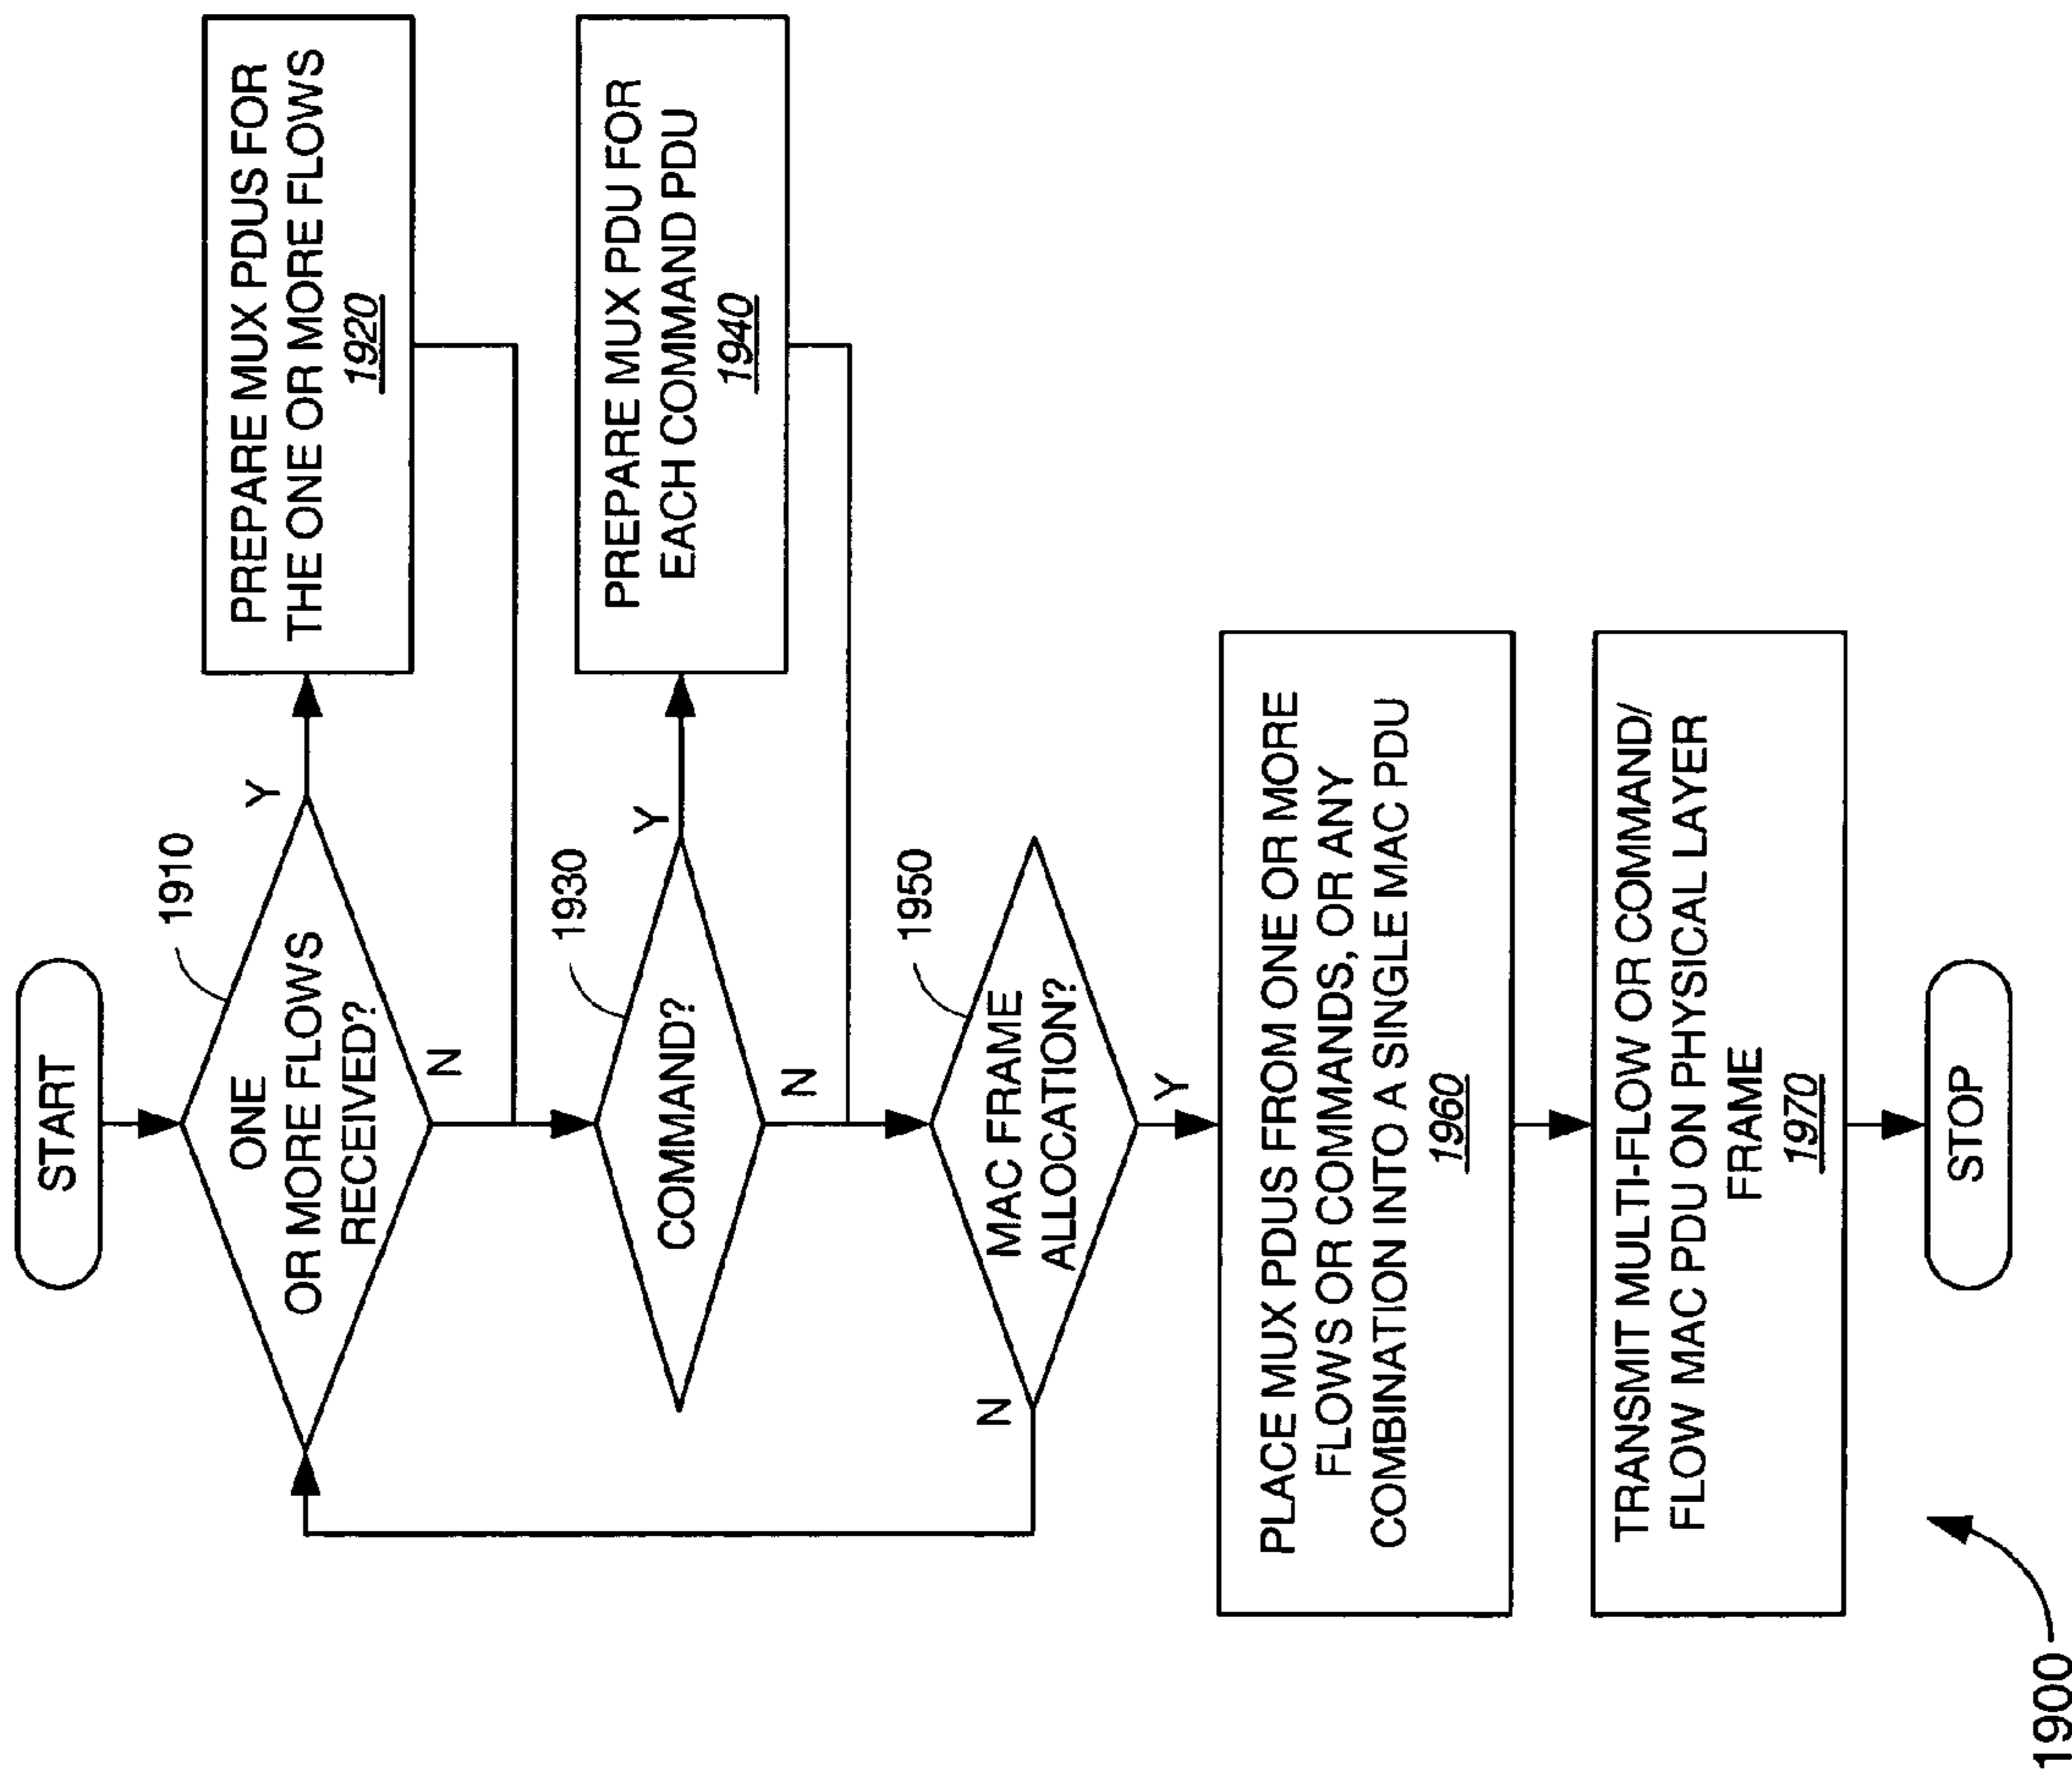 START
1910
ONE
OR MORE FLOWS
RECEIVED?
Y
N
PREPARE MUX PDUS FOR
THE ONE OR MORE FLOWS
1920
1930
COMMAND?
Y
N
PREPARE MUX PDU FOR
EACH COMMAND PDU
1940
1950
MAC FRAME
ALLOCATION?
N
Y
PLACE MUX PDUS FROM ONE OR MORE
FLOWS OR COMMANDS, OR ANY
COMBINATION INTO A SINGLE MAC PDU
1960
TRANSMIT MULTI-FLOW OR COMMAND/
FLOW MAC PDU ON PHYSICAL LAYER
FRAME
1970
STOP
1900